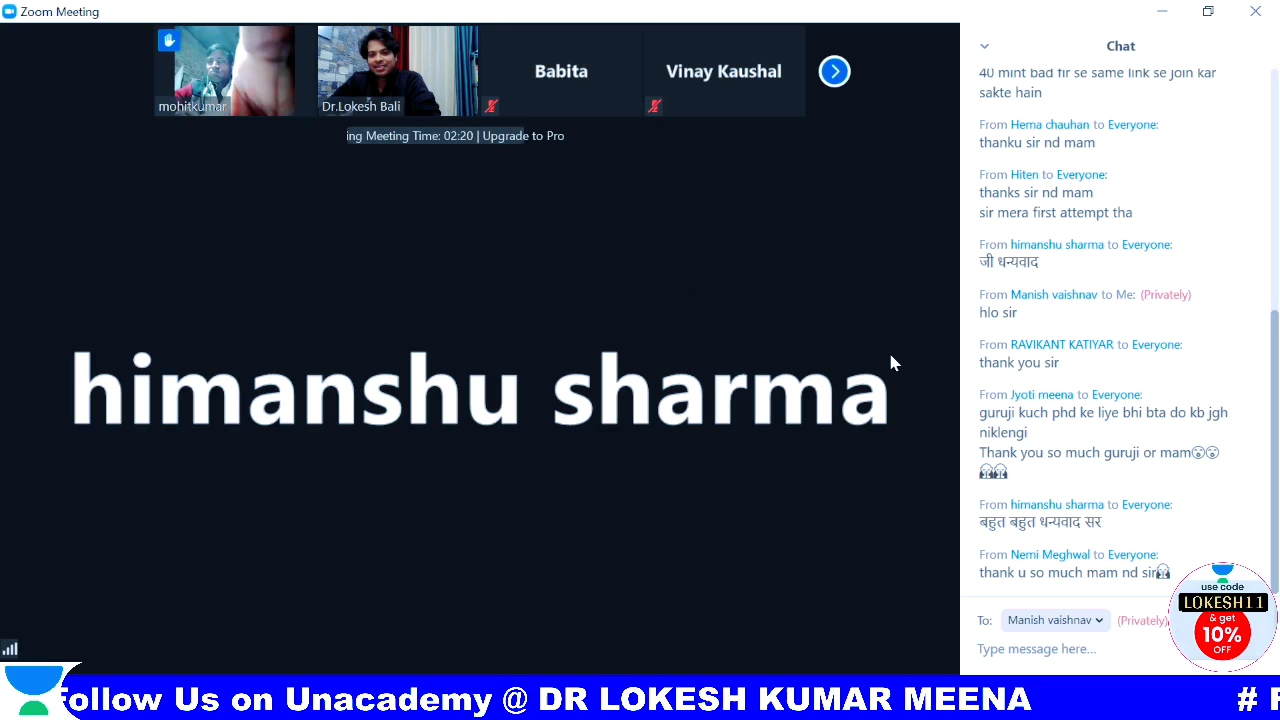 Zoom Meeting
mohitkumar
Dr.Lokesh Bali
Babita
Vinay Kaushal
ing Meeting Time: 02:20 | Upgrade to Pro
himanshu sharma
Chat
40 mint bad fir se same link se join kar
sakte hain
From Hema chauhan to Everyone:
thanku sir nd mam
From Hiten to Everyone:
thanks sir nd mam
sir mera first attempt tha
From himanshu sharma to Everyone:
जी धन्यवाद
From Manish vaishnav to Me: (Privately)
hlo sir
From RAVIKANT KATIYAR to Everyone:
thank you sir
From Jyoti meena to Everyone:
guruji kuch phd ke liye bhi bta do kb jgh
niklengi
Thank you so much guruji or mam
From himanshu sharma to Everyone:
बहुत बहुत धन्यवाद सर
From Nemi Meghwal to Everyone:
thank u so much mam nd sir
To: Manish vaishnav (Privately)
Type message here...
use code
LOKESH11
& get
10%
OFF
Follow Us on Unacademy @ DR LOKESH KUMAR MEENA #